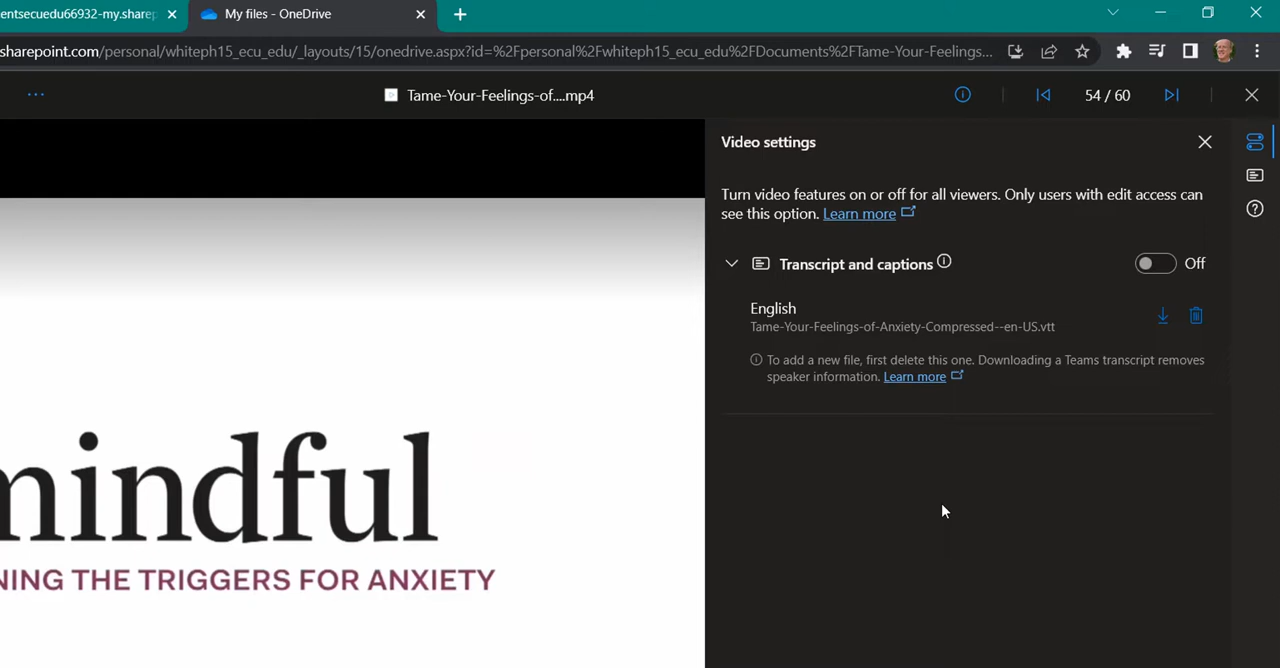 entsecuedu66932-my.sharep
My files - OneDrive
sharepoint.com/personal/whiteph15_ecu_edu/_layouts/15/onedrive.aspx?id=%2Fpersonal%2Fwhiteph15_ecu_edu%2FDocuments%2FTame-Your-Feelings...
Tame-Your-Feelings-of....mp4
54 / 60
Video settings
Turn video features on or off for all viewers. Only users with edit access can
see this option. Learn more
Transcript and captions
Off
English
Tame-Your-Feelings-of-Anxiety-Compressed--en-US.vtt
To add a new file, first delete this one. Downloading a Teams transcript removes
speaker information. Learn more
mindful
NING THE TRIGGERS FOR ANXIETY